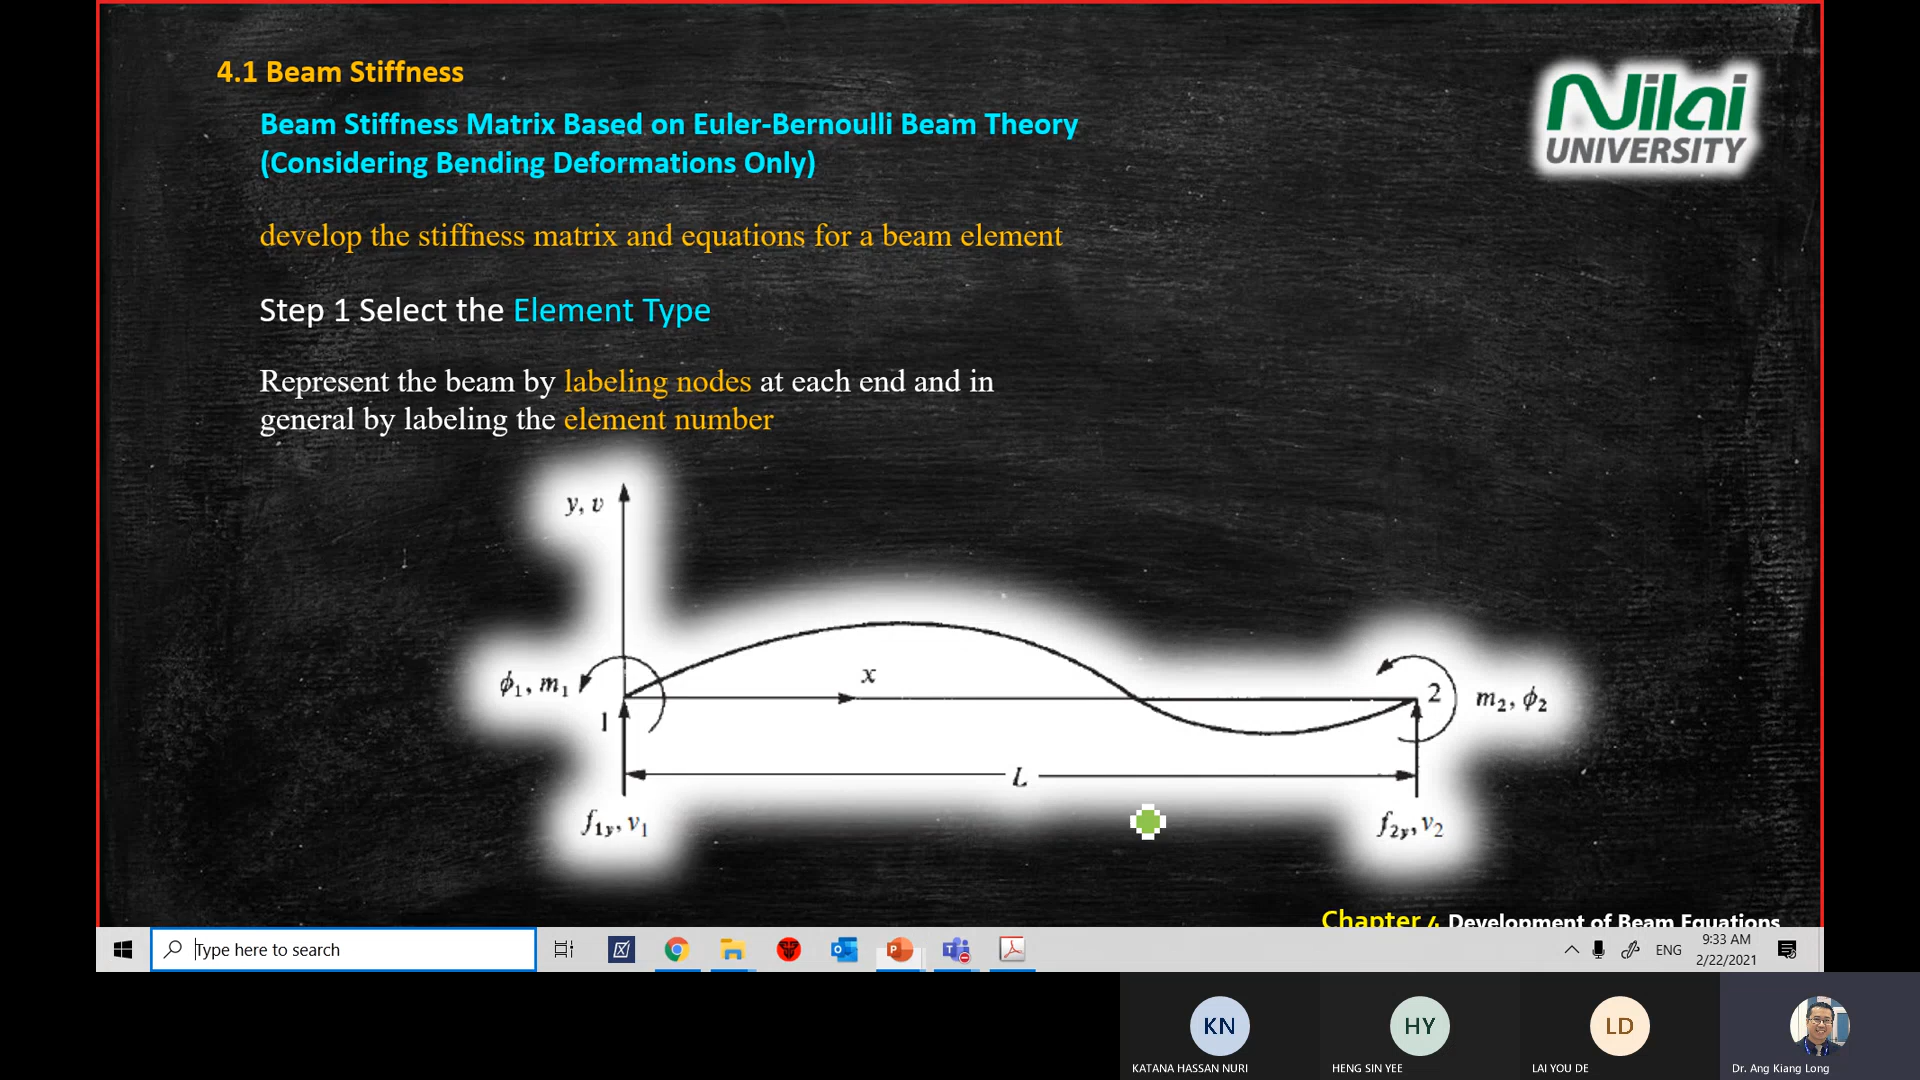 4.1 Beam Stiffness
Nilai
UNIVERSITY
Beam Stiffness Matrix Based on Euler-Bernoulli Beam Theory
(Considering Bending Deformations Only)
develop the stiffness matrix and equations for a beam element
Step 1 Select the Element Type
Represent the beam by labeling nodes at each end and in
general by labeling the element number
y, v
x
ϕ₁, m₁
1
2
m₂, ϕ₂
L
f₁y, v₁
f₂y, v₂
Chapter 4 Development of Beam Equations
Type here to search
ENG
9:33 AM
2/22/2021
KN
HY
LD
KATANA HASSAN NURI
HENG SIN YEE
LAI YOU DE
Dr. Ang Kiang Long